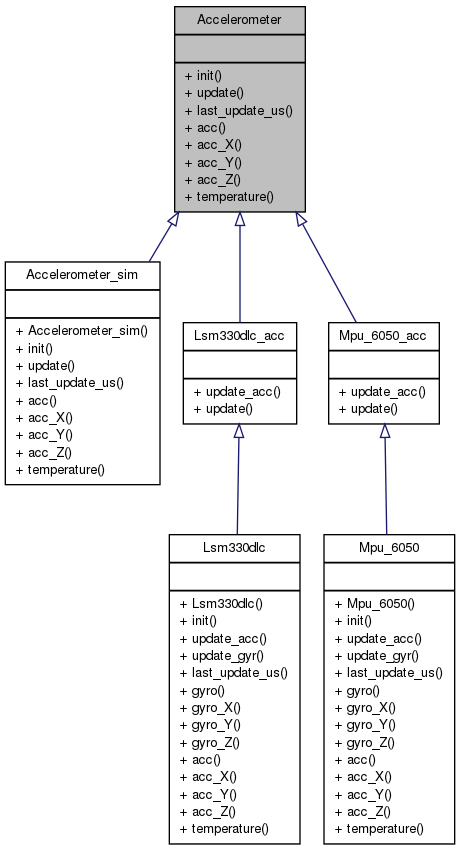 Accelerometer
+ init()
+ update()
+ last_update_us()
+ acc()
+ acc_X()
+ acc_Y()
+ acc_Z()
+ temperature()
Accelerometer_sim
+ Accelerometer_sim()
+ init()
+ update()
+ last_update_us()
+ acc()
+ acc_X()
+ acc_Y()
+ acc_Z()
+ temperature()
Lsm330dlc_acc
+ update_acc()
+ update()
Mpu_6050_acc
+ update_acc()
+ update()
Lsm330dlc
+ Lsm330dlc()
+ init()
+ update_acc()
+ update_gyr()
+ last_update_us()
+ gyro()
+ gyro_X()
+ gyro_Y()
+ gyro_Z()
+ acc()
+ acc_X()
+ acc_Y()
+ acc_Z()
+ temperature()
Mpu_6050
+ Mpu_6050()
+ init()
+ update_acc()
+ update_gyr()
+ last_update_us()
+ gyro()
+ gyro_X()
+ gyro_Y()
+ gyro_Z()
+ acc()
+ acc_X()
+ acc_Y()
+ acc_Z()
+ temperature()